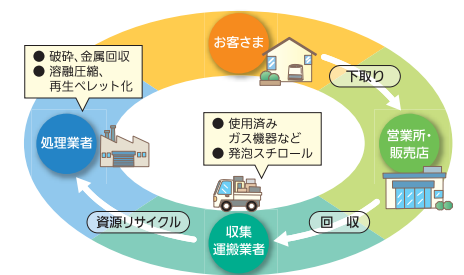 お客さま
下取り
営業所・
販売店
回 収
● 使用済み
ガス機器など
● 発泡スチロール
収集
運搬業者
資源リサイクル
処理業者
● 破砕、金属回収
● 溶融圧縮、
再生ペレット化